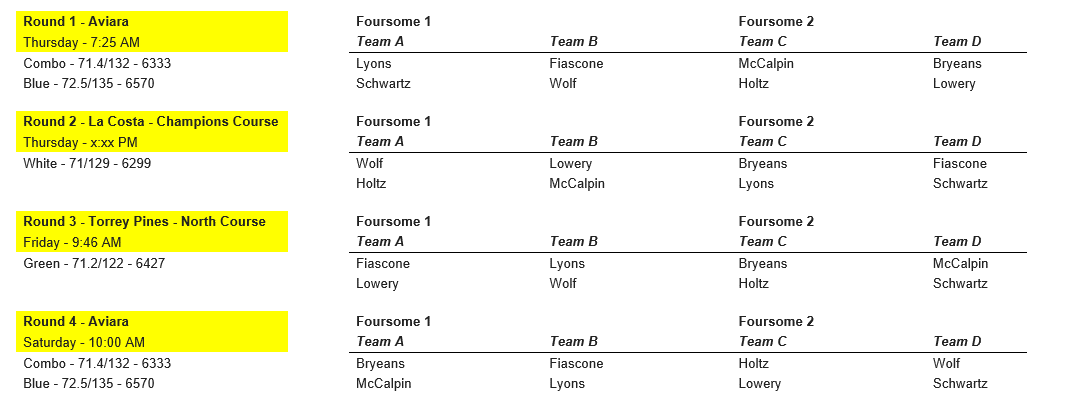 Round 1 - Aviara Foursome 1 Foursome 2
Thursday - 7:25 AM Team A Team B Team C Team D
Combo - 71.4/132 - 6333 Lyons Fiascone McCalpin Bryeans
Blue - 72.5/135 - 6570 Schwartz Wolf Holtz Lowery
Round 2 - La Costa - Champions Course Foursome 1 Foursome 2
Thursday - x:xx PM Team A Team B Team C Team D
White - 71/129 - 6299 Wolf Lowery Bryeans Fiascone
Holtz McCalpin Lyons Schwartz
Round 3 - Torrey Pines - North Course Foursome 1 Foursome 2
Friday - 9:46 AM Team A Team B Team C Team D
Green - 71.2/122 - 6427 Fiascone Lyons Bryeans McCalpin
Lowery Wolf Holtz Schwartz
Round 4 - Aviara Foursome 1 Foursome 2
Saturday - 10:00 AM Team A Team B Team C Team D
Combo - 71.4/132 - 6333 Bryeans Fiascone Holtz Wolf
Blue - 72.5/135 - 6570 McCalpin Lyons Lowery Schwartz